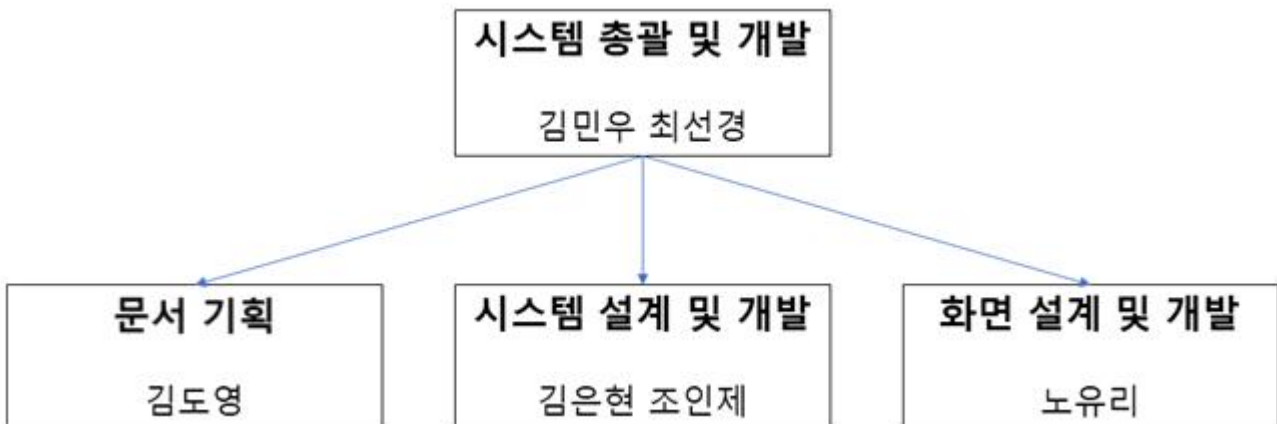 시스템 총괄 및 개발
김민우 최선경
문서 기획
김도영
시스템 설계 및 개발
김은현 조인제
화면 설계 및 개발
노유리